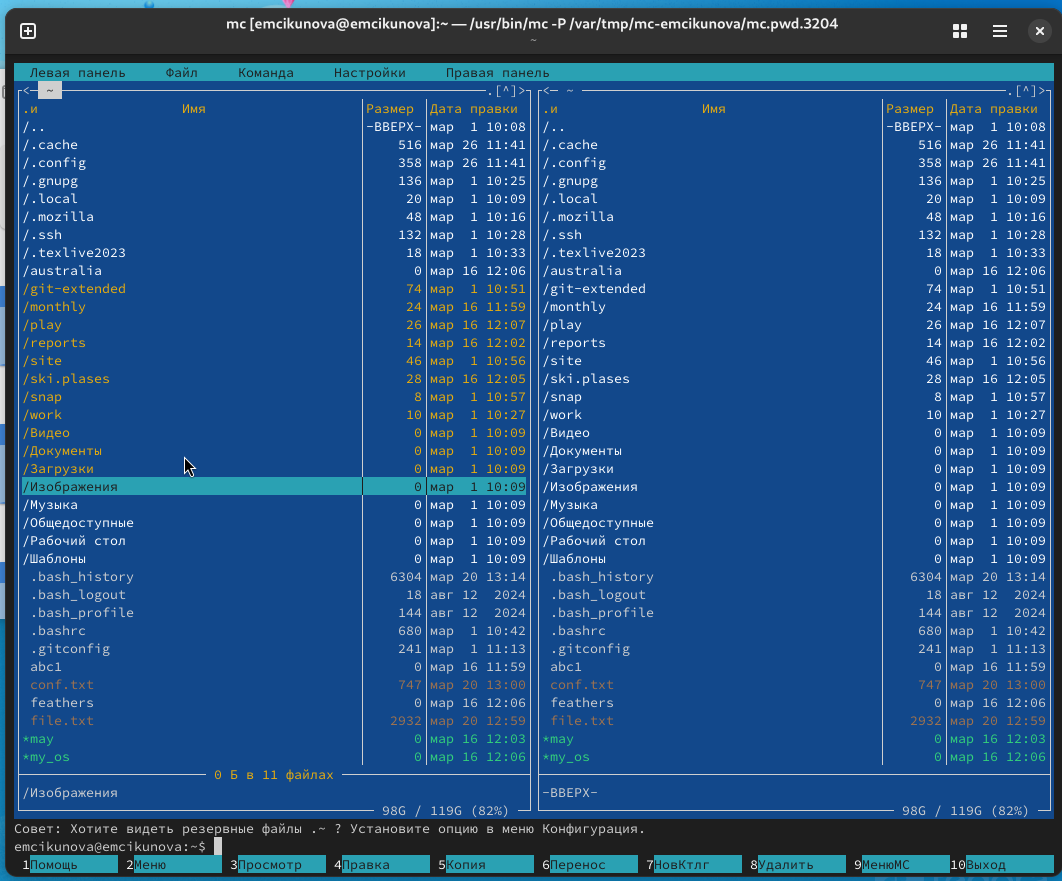 mc [emcikunova@emcikunova]:~ — /usr/bin/mc -P /var/tmp/mc-emcikunova/mc.pwd.3204
~
Левая панель Файл Команда Настройки Правая панель
<─ ~ .[^]> <─ ~ .[^]>
.и Имя Размер Дата правки .и Имя Размер Дата правки
/.. -ВВЕРХ- мар 1 10:08 /.. -ВВЕРХ- мар 1 10:08
/.cache 516 мар 26 11:41 /.cache 516 мар 26 11:41
/.config 358 мар 26 11:41 /.config 358 мар 26 11:41
/.gnupg 136 мар 1 10:25 /.gnupg 136 мар 1 10:25
/.local 20 мар 1 10:09 /.local 20 мар 1 10:09
/.mozilla 48 мар 1 10:16 /.mozilla 48 мар 1 10:16
/.ssh 132 мар 1 10:28 /.ssh 132 мар 1 10:28
/.texlive2023 18 мар 1 10:33 /.texlive2023 18 мар 1 10:33
/australia 0 мар 16 12:06 /australia 0 мар 16 12:06
/git-extended 74 мар 1 10:51 /git-extended 74 мар 1 10:51
/monthly 24 мар 16 11:59 /monthly 24 мар 16 11:59
/play 26 мар 16 12:07 /play 26 мар 16 12:07
/reports 14 мар 16 12:02 /reports 14 мар 16 12:02
/site 46 мар 1 10:56 /site 46 мар 1 10:56
/ski.plases 28 мар 16 12:05 /ski.plases 28 мар 16 12:05
/snap 8 мар 1 10:57 /snap 8 мар 1 10:57
/work 10 мар 1 10:27 /work 10 мар 1 10:27
/Видео 0 мар 1 10:09 /Видео 0 мар 1 10:09
/Документы 0 мар 1 10:09 /Документы 0 мар 1 10:09
/Загрузки 0 мар 1 10:09 /Загрузки 0 мар 1 10:09
/Изображения 0 мар 1 10:09 /Изображения 0 мар 1 10:09
/Музыка 0 мар 1 10:09 /Музыка 0 мар 1 10:09
/Общедоступные 0 мар 1 10:09 /Общедоступные 0 мар 1 10:09
/Рабочий стол 0 мар 1 10:09 /Рабочий стол 0 мар 1 10:09
/Шаблоны 0 мар 1 10:09 /Шаблоны 0 мар 1 10:09
.bash_history 6304 мар 20 13:14 .bash_history 6304 мар 20 13:14
.bash_logout 18 авг 12 2024 .bash_logout 18 авг 12 2024
.bash_profile 144 авг 12 2024 .bash_profile 144 авг 12 2024
.bashrc 680 мар 1 10:42 .bashrc 680 мар 1 10:42
.gitconfig 241 мар 1 11:13 .gitconfig 241 мар 1 11:13
abc1 0 мар 16 11:59 abc1 0 мар 16 11:59
conf.txt 747 мар 20 13:00 conf.txt 747 мар 20 13:00
feathers 0 мар 16 12:06 feathers 0 мар 16 12:06
file.txt 2932 мар 20 12:59 file.txt 2932 мар 20 12:59
*may 0 мар 16 12:03 *may 0 мар 16 12:03
*my_os 0 мар 16 12:06 *my_os 0 мар 16 12:06
0 Б в 11 файлах
/Изображения -ВВЕРХ-
98G / 119G (82%) 98G / 119G (82%)
Совет: Хотите видеть резервные файлы .~ ? Установите опцию в меню Конфигурация.
emcikunova@emcikunova:~$
1Помощь 2Меню 3Просмотр 4Правка 5Копия 6Перенос 7НовКтлг 8Удалить 9МенюМС 10Выход